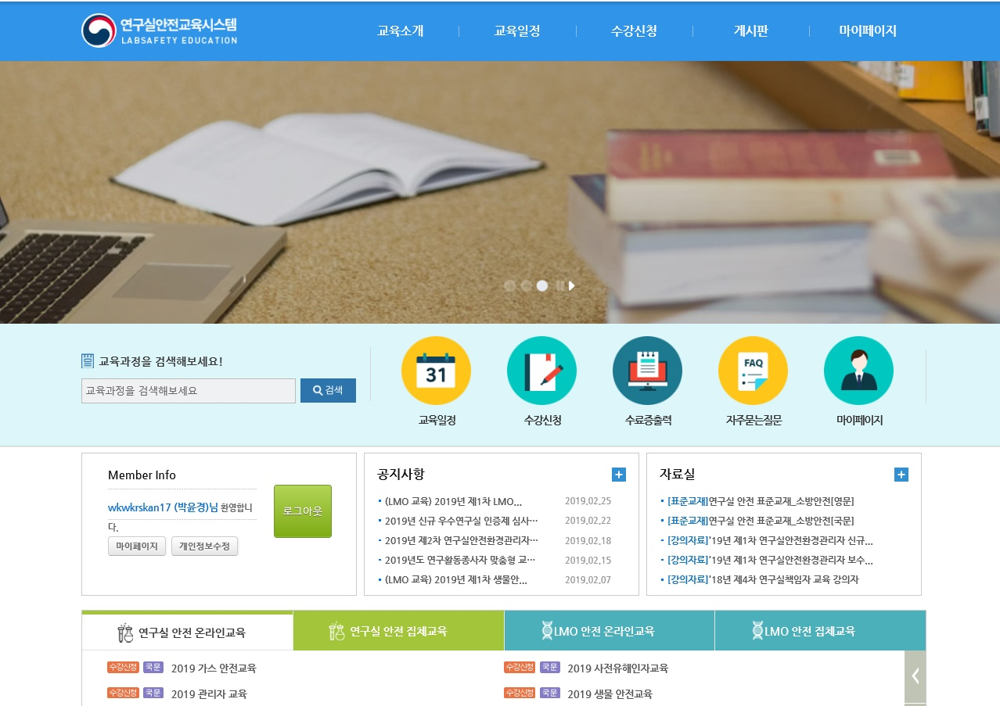 연구실안전교육시스템
LABSAFETY EDUCATION
교육소개
교육일정
수강신청
게시판
마이페이지
교육과정을 검색해보세요!
교육과정을 검색해보세요
검색
31
교육일정
수강신청
수료증출력
FAQ
자주묻는질문
마이페이지
Member Info
wkwkrskan17 (박윤경)님 환영합니
다.
마이페이지
개인정보수정
로그아웃
공지사항
(LMO 교육) 2019년 제1차 LMO... 2019.02.25
2019년 신규 우수연구실 인증제 심사… 2019.02.22
2019년 제2차 연구실안전환경관리자… 2019.02.18
2019년도 연구활동종사자 맞춤형 교… 2019.02.15
(LMO 교육) 2019년 제1차 생물안... 2019.02.07
자료실
[표준교재]연구실 안전 표준교재_소방안전[영문]
[표준교재]연구실 안전 표준교재_소방안전[국문]
[강의자료]'19년 제1차 연구실안전환경관리자 신규...
[강의자료]'19년 제1차 연구실안전환경관리자 보수...
[강의자료]'18년 제4차 연구실책임자 교육 강의자
연구실 안전 온라인교육
연구실 안전 집체교육
LMO 안전 온라인교육
LMO 안전 집체교육
수강신청 국문 2019 가스 안전교육
수강신청 국문 2019 사전유해인자교육
수강신청 국문 2019 관리자 교육
수강신청 국문 2019 생물 안전교육